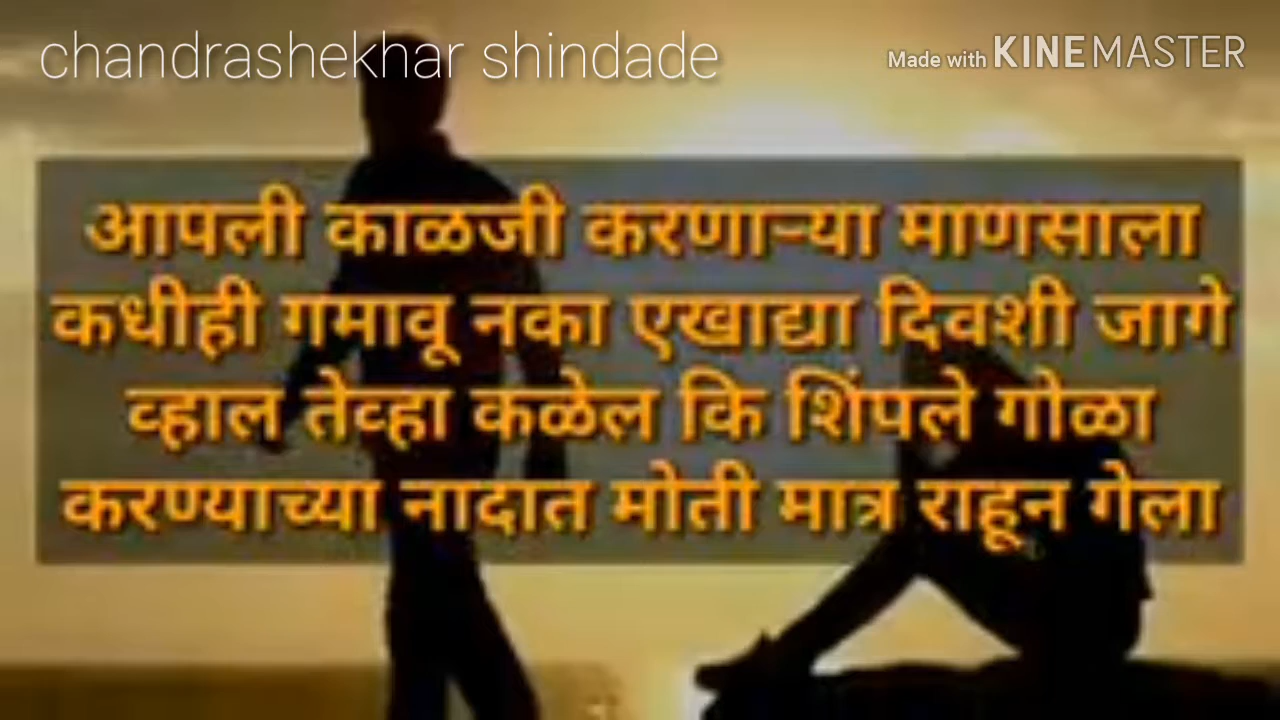 chandrashekhar shindade
Made with KINEMASTER
आपली काळजी करणाऱ्या माणसाला
कधीही गमावू नका एखाद्या दिवशी जागे
व्हाल तेव्हा कळेल कि शिंपले गोळा
करण्याच्या नादात मोती मात्र राहून गेला